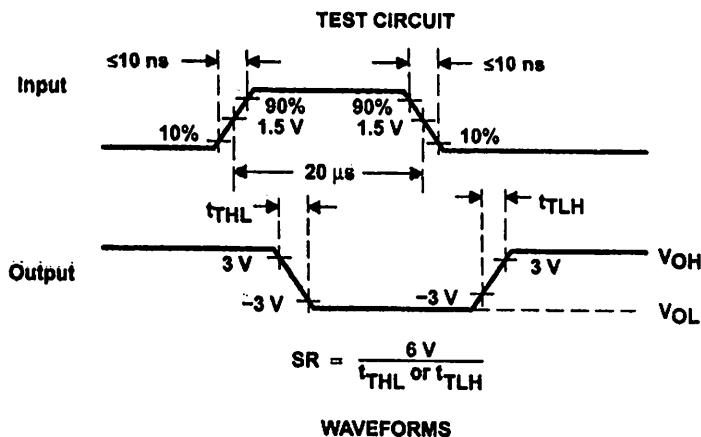 TEST CIRCUIT
≤10 ns
≤10 ns
Input
90%
90%
1.5 V
1.5 V
10%
10%
20 μs
tTHL
tTLH
Output
3 V
3 V
VOH
–3 V
–3 V
VOL
SR = 6 V / tTHL or tTLH
WAVEFORMS